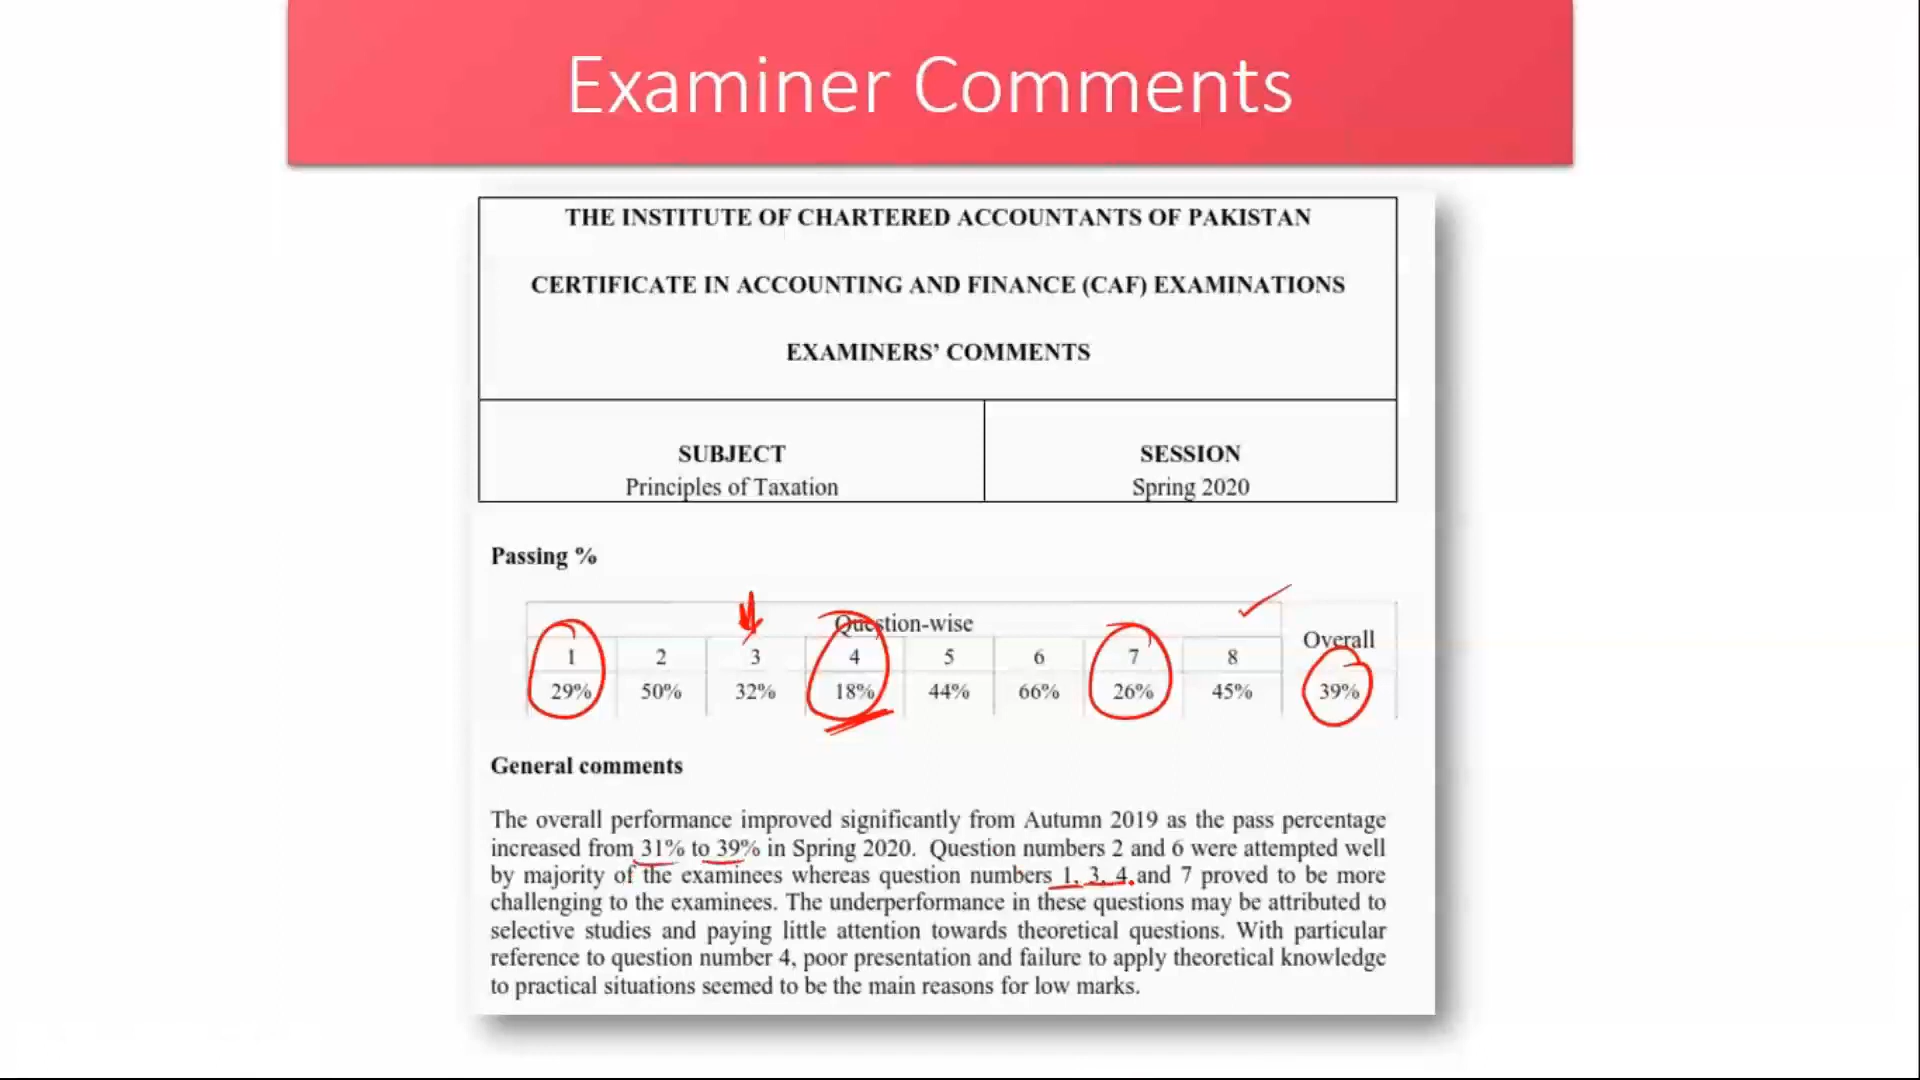 Examiner Comments
THE INSTITUTE OF CHARTERED ACCOUNTANTS OF PAKISTAN
CERTIFICATE IN ACCOUNTING AND FINANCE (CAF) EXAMINATIONS
EXAMINERS’ COMMENTS
SUBJECT SESSION
Principles of Taxation Spring 2020
Passing %
Question-wise Overall
1 2 3 4 5 6 7 8
29% 50% 32% 18% 44% 66% 26% 45% 39%
General comments
The overall performance improved significantly from Autumn 2019 as the pass percentage
increased from 31% to 39% in Spring 2020. Question numbers 2 and 6 were attempted well
by majority of the examinees whereas question numbers 1, 3, 4 and 7 proved to be more
challenging to the examinees. The underperformance in these questions may be attributed to
selective studies and paying little attention towards theoretical questions. With particular
reference to question number 4, poor presentation and failure to apply theoretical knowledge
to practical situations seemed to be the main reasons for low marks.